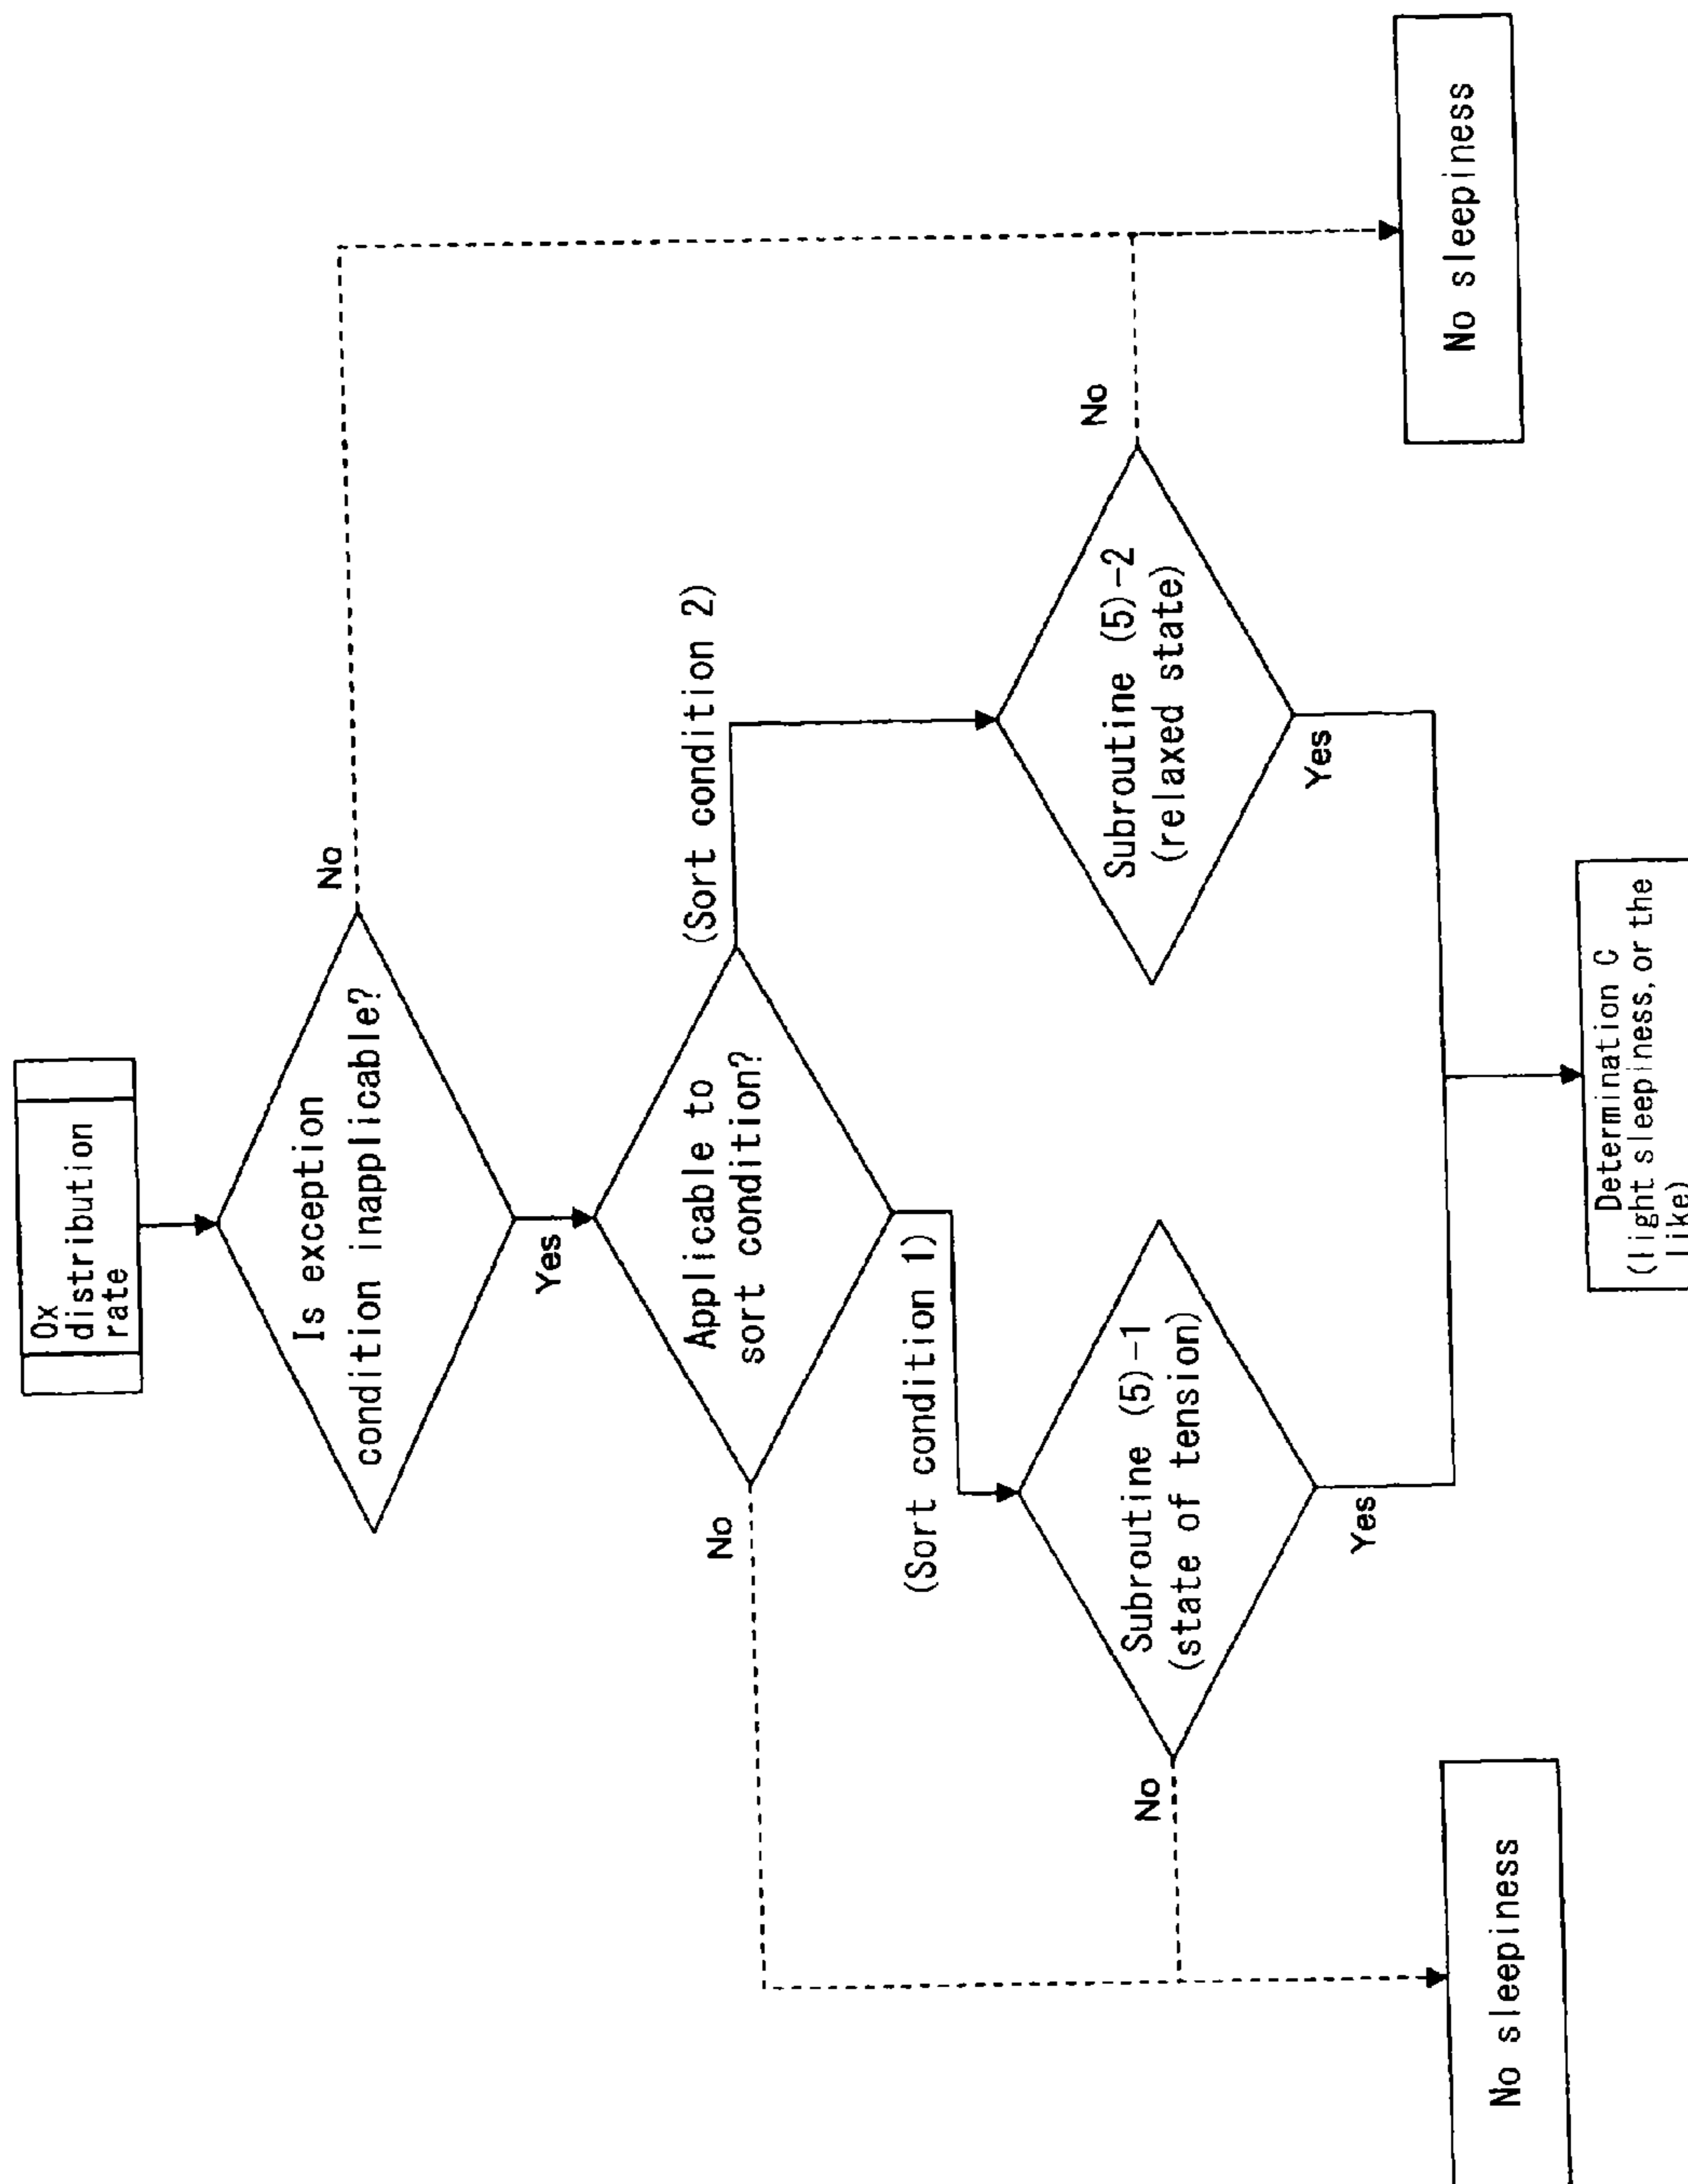 Ox
distribution
rate
Is exception
condition inapplicable?
No
Yes
Applicable to
sort condition?
No
(Sort condition 2)
(Sort condition 1)
Subroutine (5)-1
(state of tension)
No
Yes
Subroutine (5)-2
(relaxed state)
No
Yes
No sleepiness
Determination C
(light sleepiness, or the
like)
No sleepiness